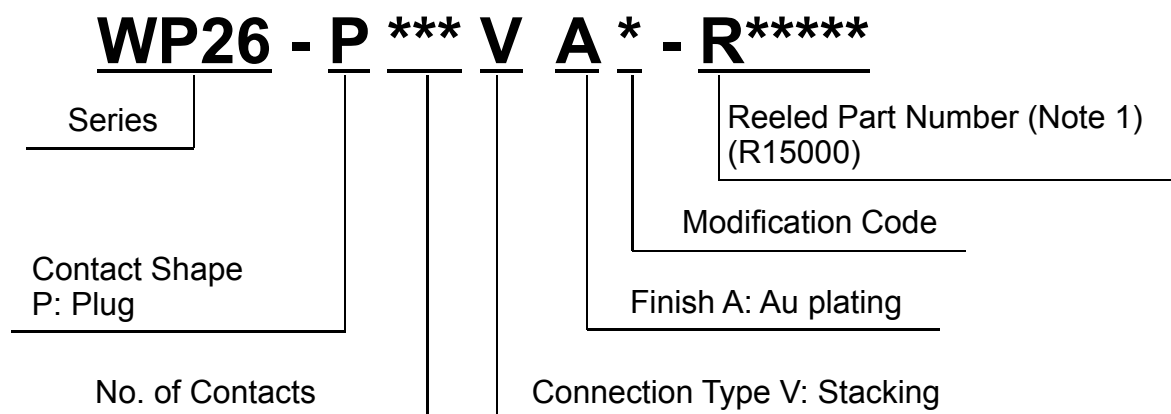 WP26 - P *** V A * - R*****
Series
Reeled Part Number (Note 1)
(R15000)
Modification Code
Contact Shape
P: Plug
Finish A: Au plating
No. of Contacts
Connection Type V: Stacking